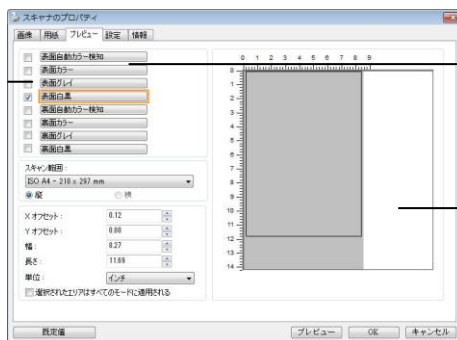 スキャナのプロパティ
画像 用紙 プレビュー 設定 情報
表面自動カラー検知
表面カラー
表面グレイ
表面白黒
裏面自動カラー検知
裏面カラー
裏面グレイ
裏面白黒
スキャン範囲:
ISO A4 - 210 x 297 mm
縦 横
X オフセット: 0.12
Y オフセット: 0.00
幅: 8.27
長さ: 11.69
単位: インチ
選択されたエリアはすべてのモードに適用される
0 1 2 3 4 5 6 7 8 9
0
1
2
3
4
5
6
7
8
9
10
11
12
13
14
既定値 プレビュー OK キャンセル